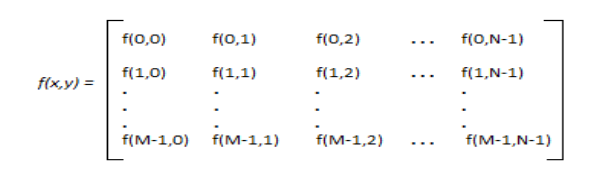 f(0,0) f(0,1) f(0,2) ... f(0,N-1)
f(x,y) = f(1,0) f(1,1) f(1,2) ... f(1,N-1)
. . . .
. . . .
. . . .
f(M-1,0) f(M-1,1) f(M-1,2) ... f(M-1,N-1)